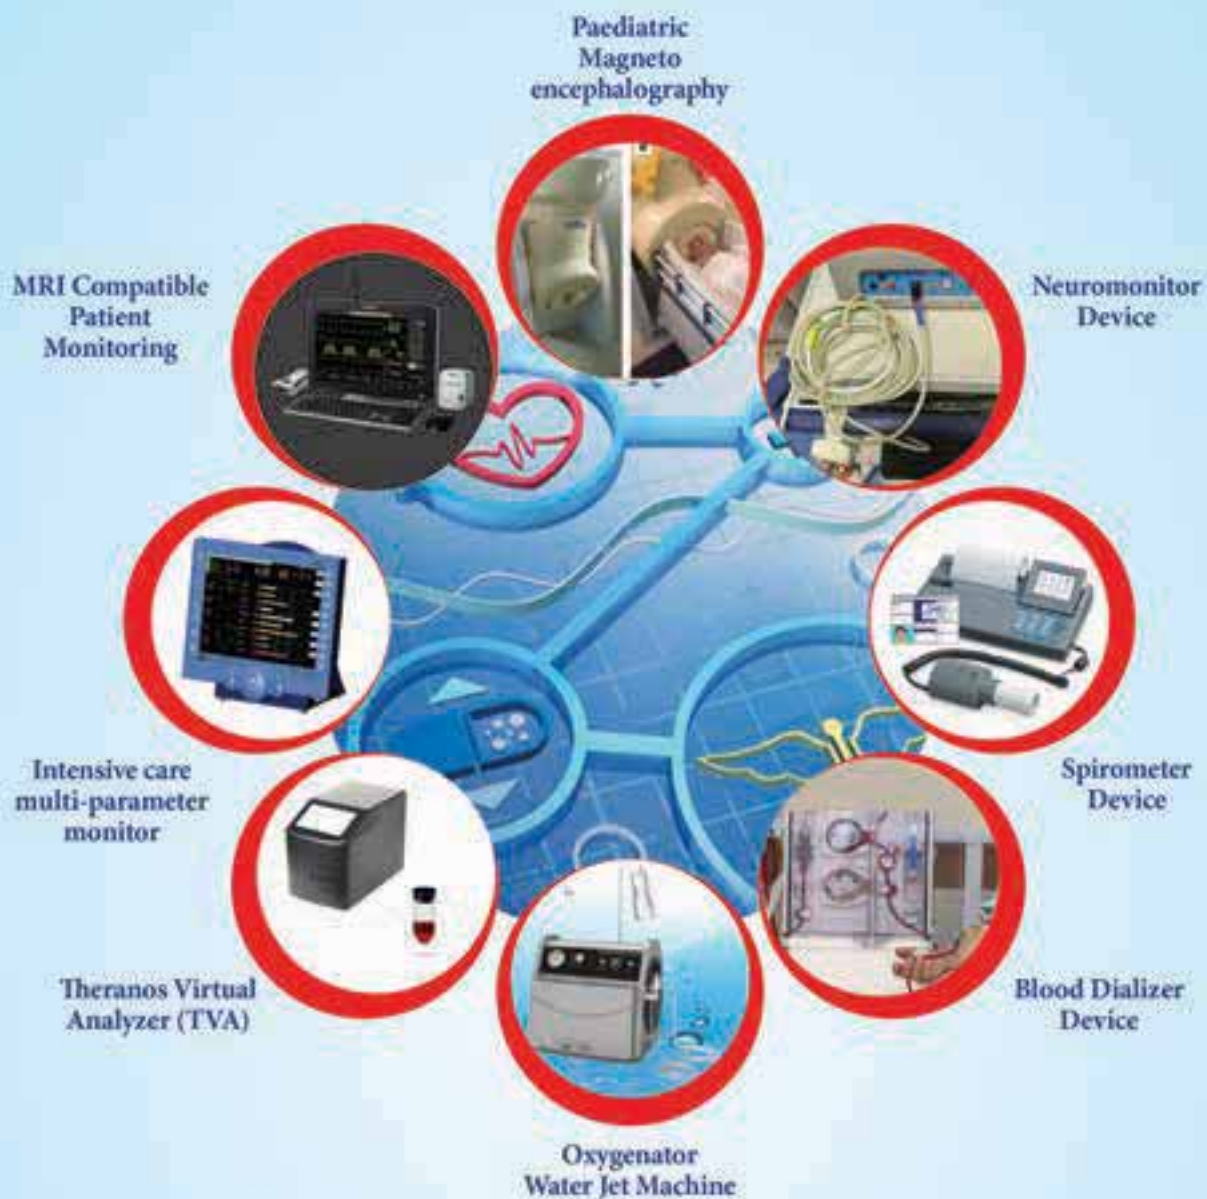 Paediatric
Magneto
encephalography
MRI Compatible
Patient
Monitoring
Neuromonitor
Device
Intensive care
multi-parameter
monitor
Spirometer
Device
Theranos Virtual
Analyzer (TVA)
Blood Dializer
Device
Oxygenator
Water Jet Machine